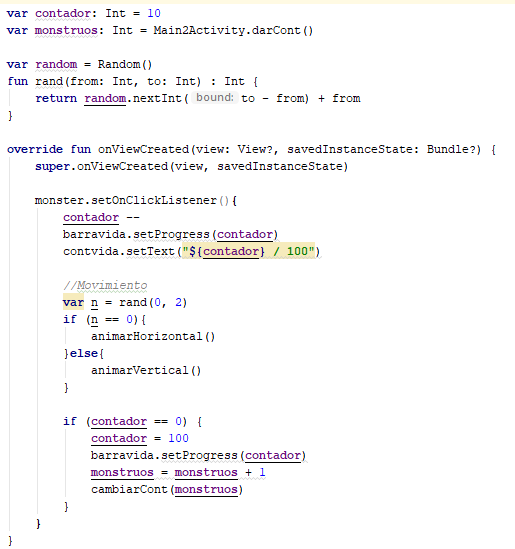 var contador: Int = 10
var monstruos: Int = Main2Activity.darCont()

var random = Random()
fun rand(from: Int, to: Int) : Int {
    return random.nextInt( bound: to - from) + from
}

override fun onViewCreated(view: View?, savedInstanceState: Bundle?) {
    super.onViewCreated(view, savedInstanceState)

    monster.setOnClickListener(){
        contador --
        barravida.setProgress(contador)
        contvida.setText("${contador} / 100")

        //Movimiento
        var n = rand(0, 2)
        if (n == 0){
            animarHorizontal()
        }else{
            animarVertical()
        }

        if (contador == 0) {
            contador = 100
            barravida.setProgress(contador)
            monstruos = monstruos + 1
            cambiarCont(monstruos)
        }
    }
}